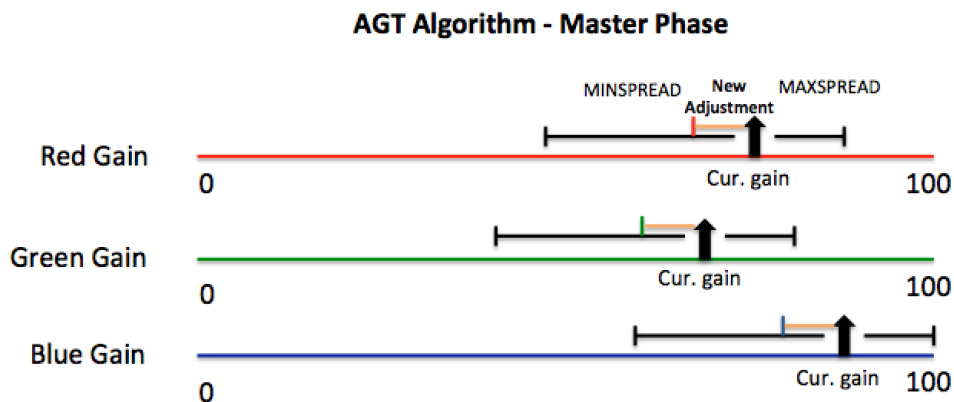 AGT Algorithm - Master Phase
MINSPREAD
New
Adjustment
MAXSPREAD
Red Gain
0
Cur. gain
100
Green Gain
0
Cur. gain
100
Blue Gain
0
Cur. gain
100